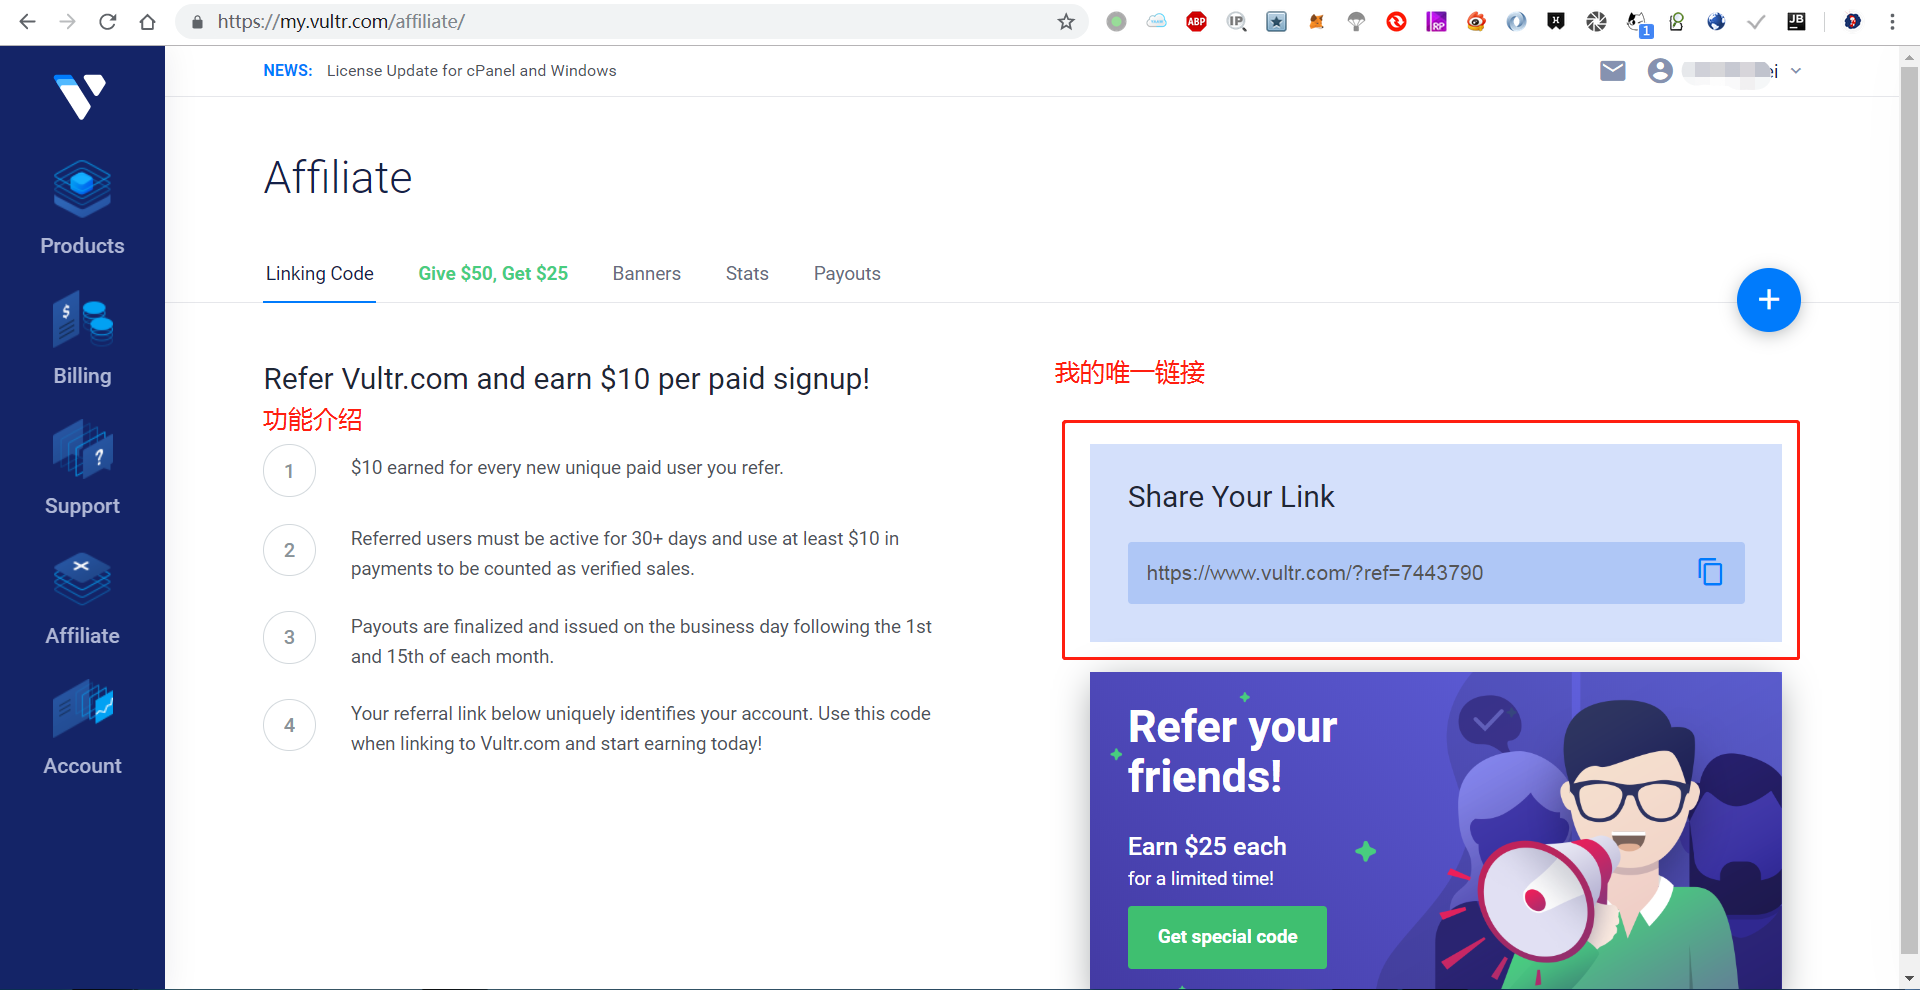 https://my.vultr.com/affiliate/
ABP
IP
RP
1
JB
NEWS: License Update for cPanel and Windows
ei
Products
Billing
Support
Affiliate
Account
Affiliate
Linking Code
Give $50, Get $25
Banners
Stats
Payouts
Refer Vultr.com and earn $10 per paid signup!
功能介绍
1
$10 earned for every new unique paid user you refer.
2
Referred users must be active for 30+ days and use at least $10 in
payments to be counted as verified sales.
3
Payouts are finalized and issued on the business day following the 1st
and 15th of each month.
4
Your referral link below uniquely identifies your account. Use this code
when linking to Vultr.com and start earning today!
我的唯一链接
Share Your Link
https://www.vultr.com/?ref=7443790
Refer your
friends!
Earn $25 each
for a limited time!
Get special code